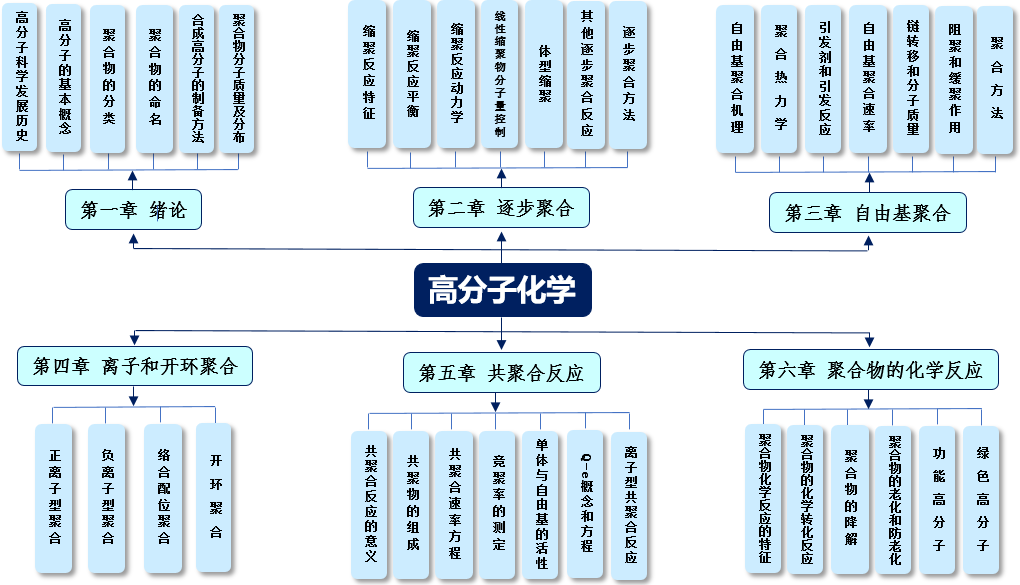 高分子科学发展历史
高分子的基本概念
聚合物的分类
聚合物的命名
合成高分子的制备方法
聚合物分子质量及分布
缩聚反应特征
缩聚反应平衡
缩聚反应动力学
线性缩聚物分子量控制
体型缩聚
其他逐步聚合反应
逐步聚合方法
自由基聚合机理
聚合热力学
引发剂和引发反应
自由基聚合速率
链转移和分子质量
阻聚和缓聚作用
聚合方法
第一章 绪论
第二章 逐步聚合
第三章 自由基聚合
高分子化学
第四章 离子和开环聚合
第五章 共聚合反应
第六章 聚合物的化学反应
正离子型聚合
负离子型聚合
络合配位聚合
开环聚合
共聚合反应的意义
共聚物的组成
共聚合速率方程
竞聚率的测定
单体与自由基的活性
Q-e概念和方程
离子型共聚合反应
聚合物化学反应的特征
聚合物的化学转化反应
聚合物的降解
聚合物的老化和防老化
功能高分子
绿色高分子